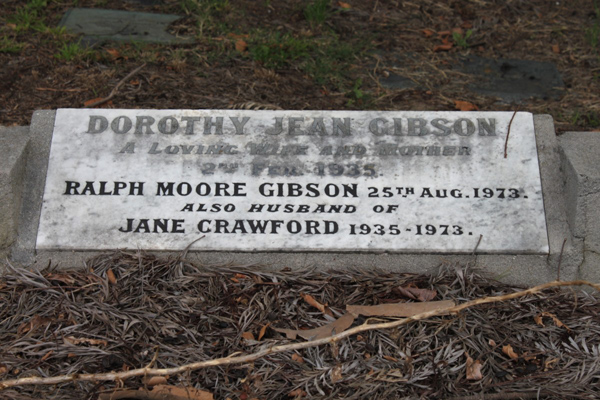 DOROTHY JEAN GIBSON
A LOVING WIFE AND MOTHER
2ND FEB. 1935.
RALPH MOORE GIBSON 25TH AUG. 1973.
ALSO HUSBAND OF
JANE CRAWFORD 1935-1973.